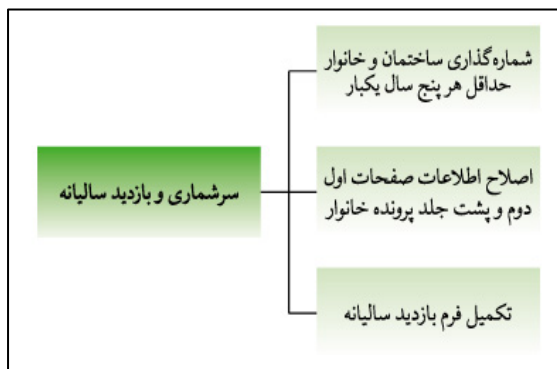 شماره‌گذاری ساختمان و خانوار
حداقل هر پنج سال یکبار
سرشماری و بازدید سالیانه
اصلاح اطلاعات صفحات اول
دوم و پشت جلد پرونده خانوار
تکمیل فرم بازدید سالیانه